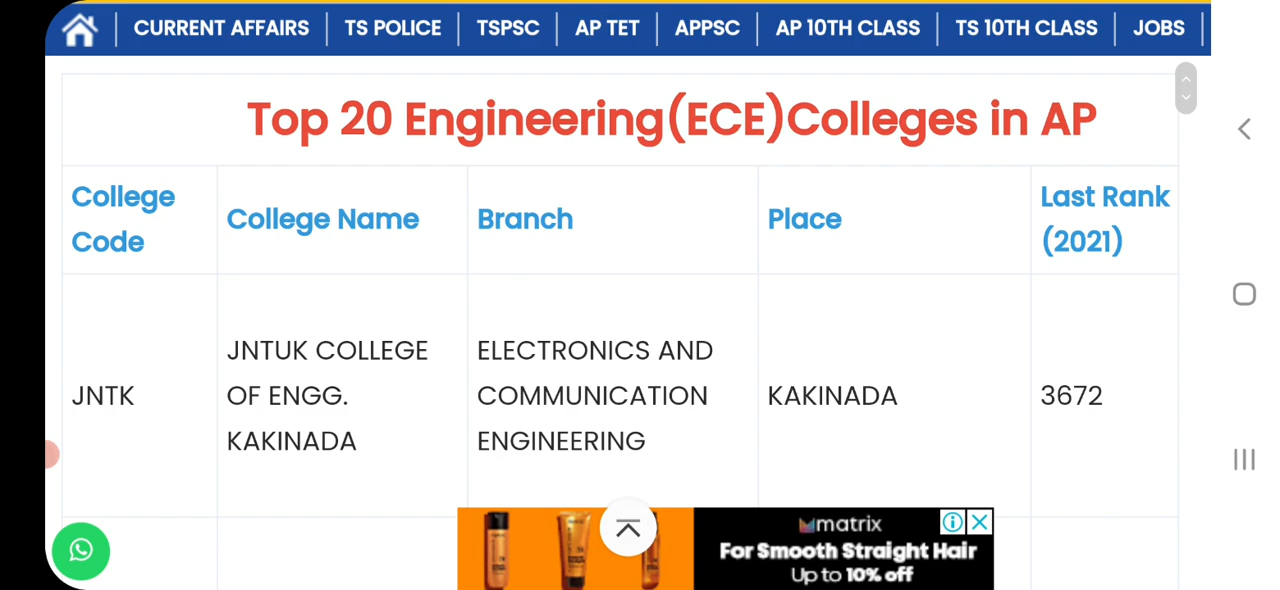 CURRENT AFFAIRS TS POLICE TSPSC AP TET APPSC AP 10TH CLASS TS 10TH CLASS JOBS
Top 20 Engineering(ECE)Colleges in AP
College Code
College Name
Branch
Place
Last Rank (2021)
JNTK
JNTUK COLLEGE
OF ENGG.
KAKINADA
ELECTRONICS AND
COMMUNICATION
ENGINEERING
KAKINADA
3672
matrix
For Smooth Straight Hair
Up to 10% off